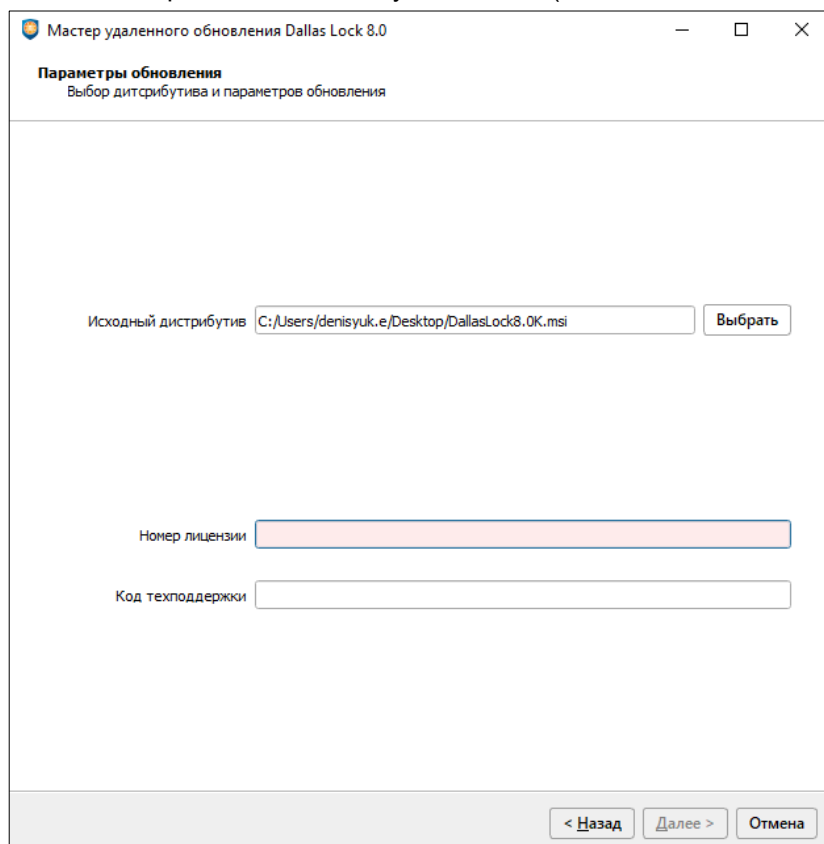 Мастер удаленного обновления Dallas Lock 8.0
Параметры обновления
Выбор дитсрибутива и параметров обновления
Исходный дистрибутив C:/Users/denisyuk.e/Desktop/DallasLock8.0K.msi Выбрать
Номер лицензии
Код техподдержки
< Назад Далее > Отмена